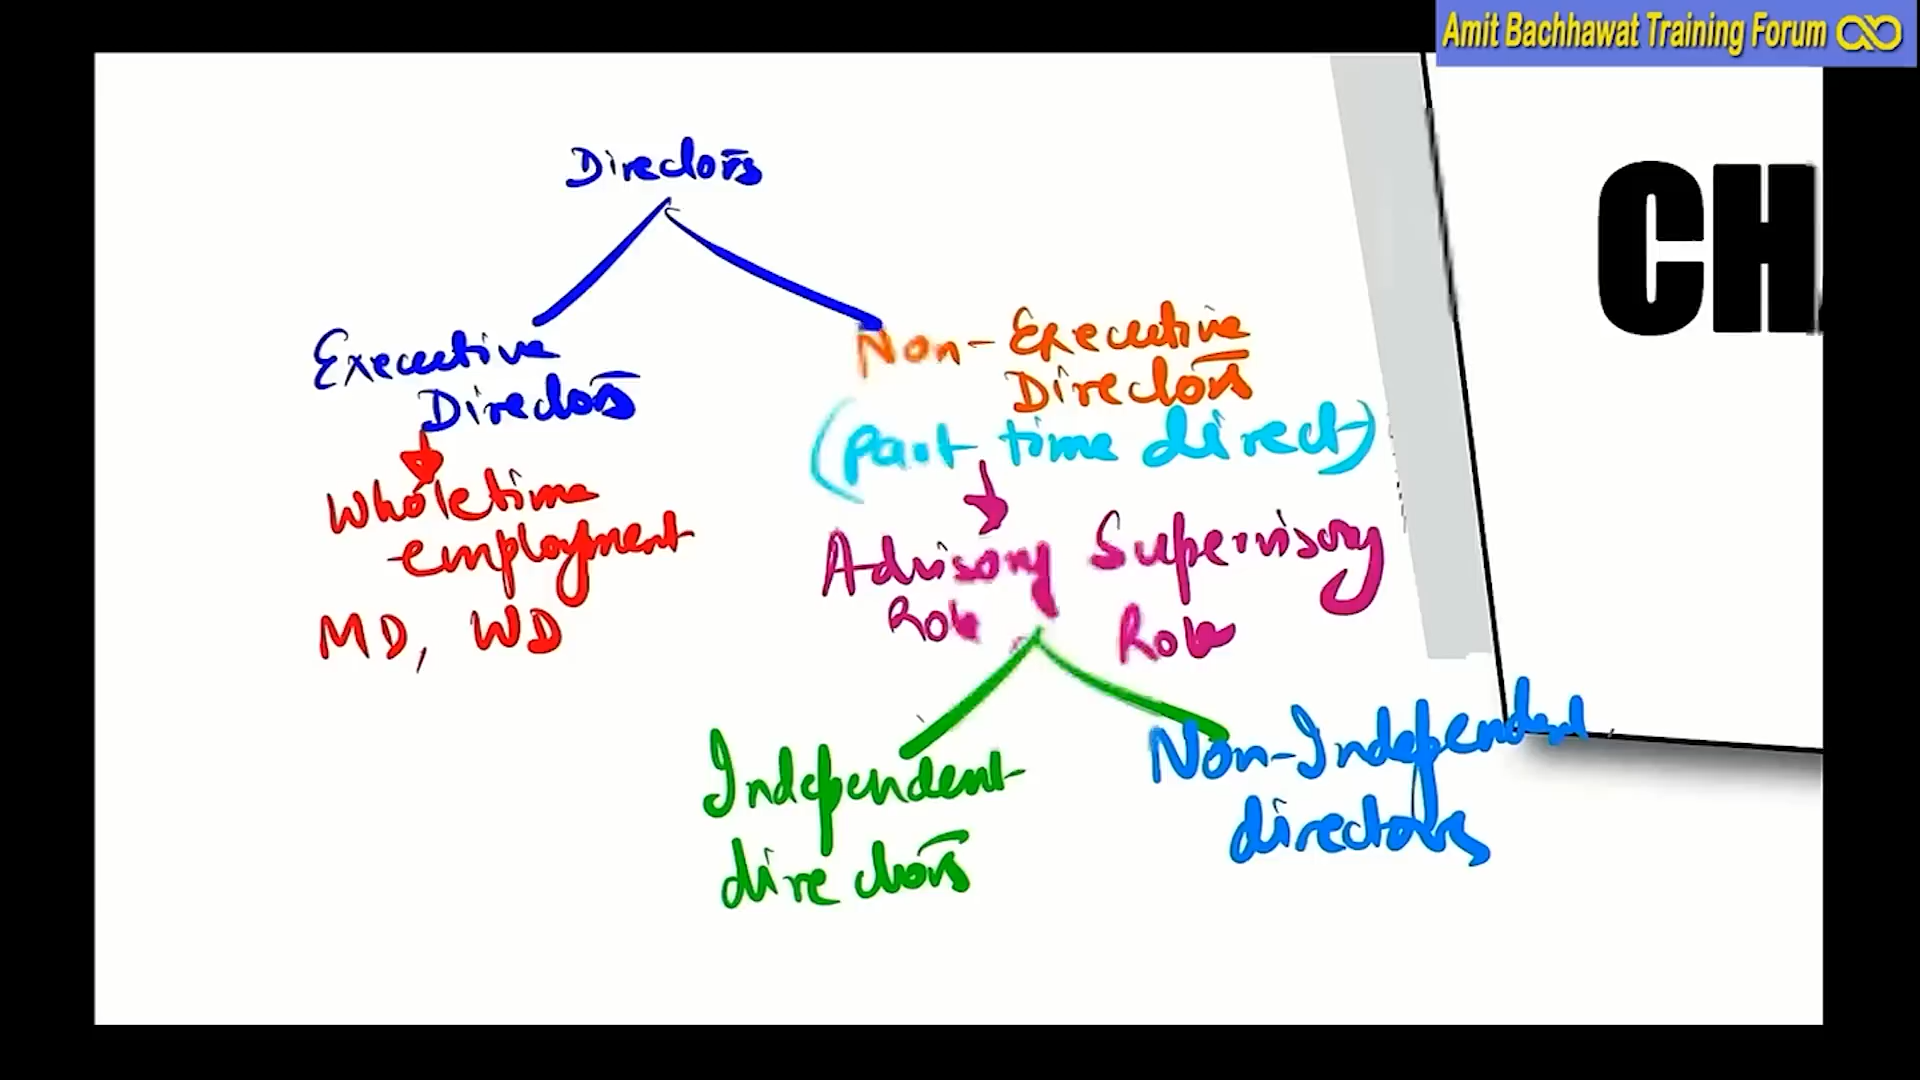 Amit Bachhawat Training Forum
CH
Directors
Executive
Directors
Non-Executive
Directors
(part time direct)
Wholetime
employment
MD, WD
Advisory Supervisory
Role Role
Independent
directors
Non-Independent
directors